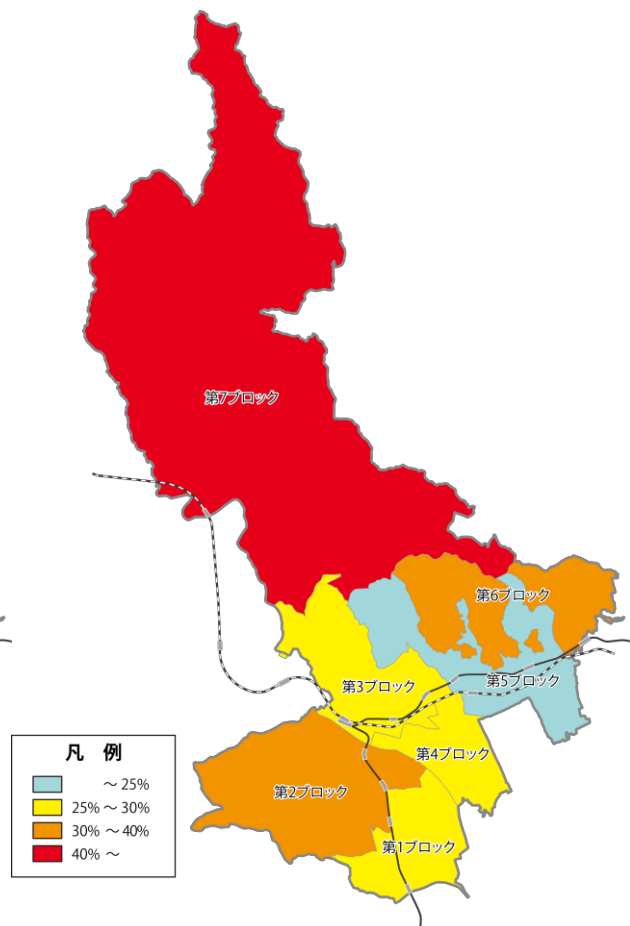 第7ブロック
第6ブロック
第5ブロック
第3ブロック
第4ブロック
第2ブロック
第1ブロック
凡 例
～ 25%
25% ～ 30%
30% ～ 40%
40% ～